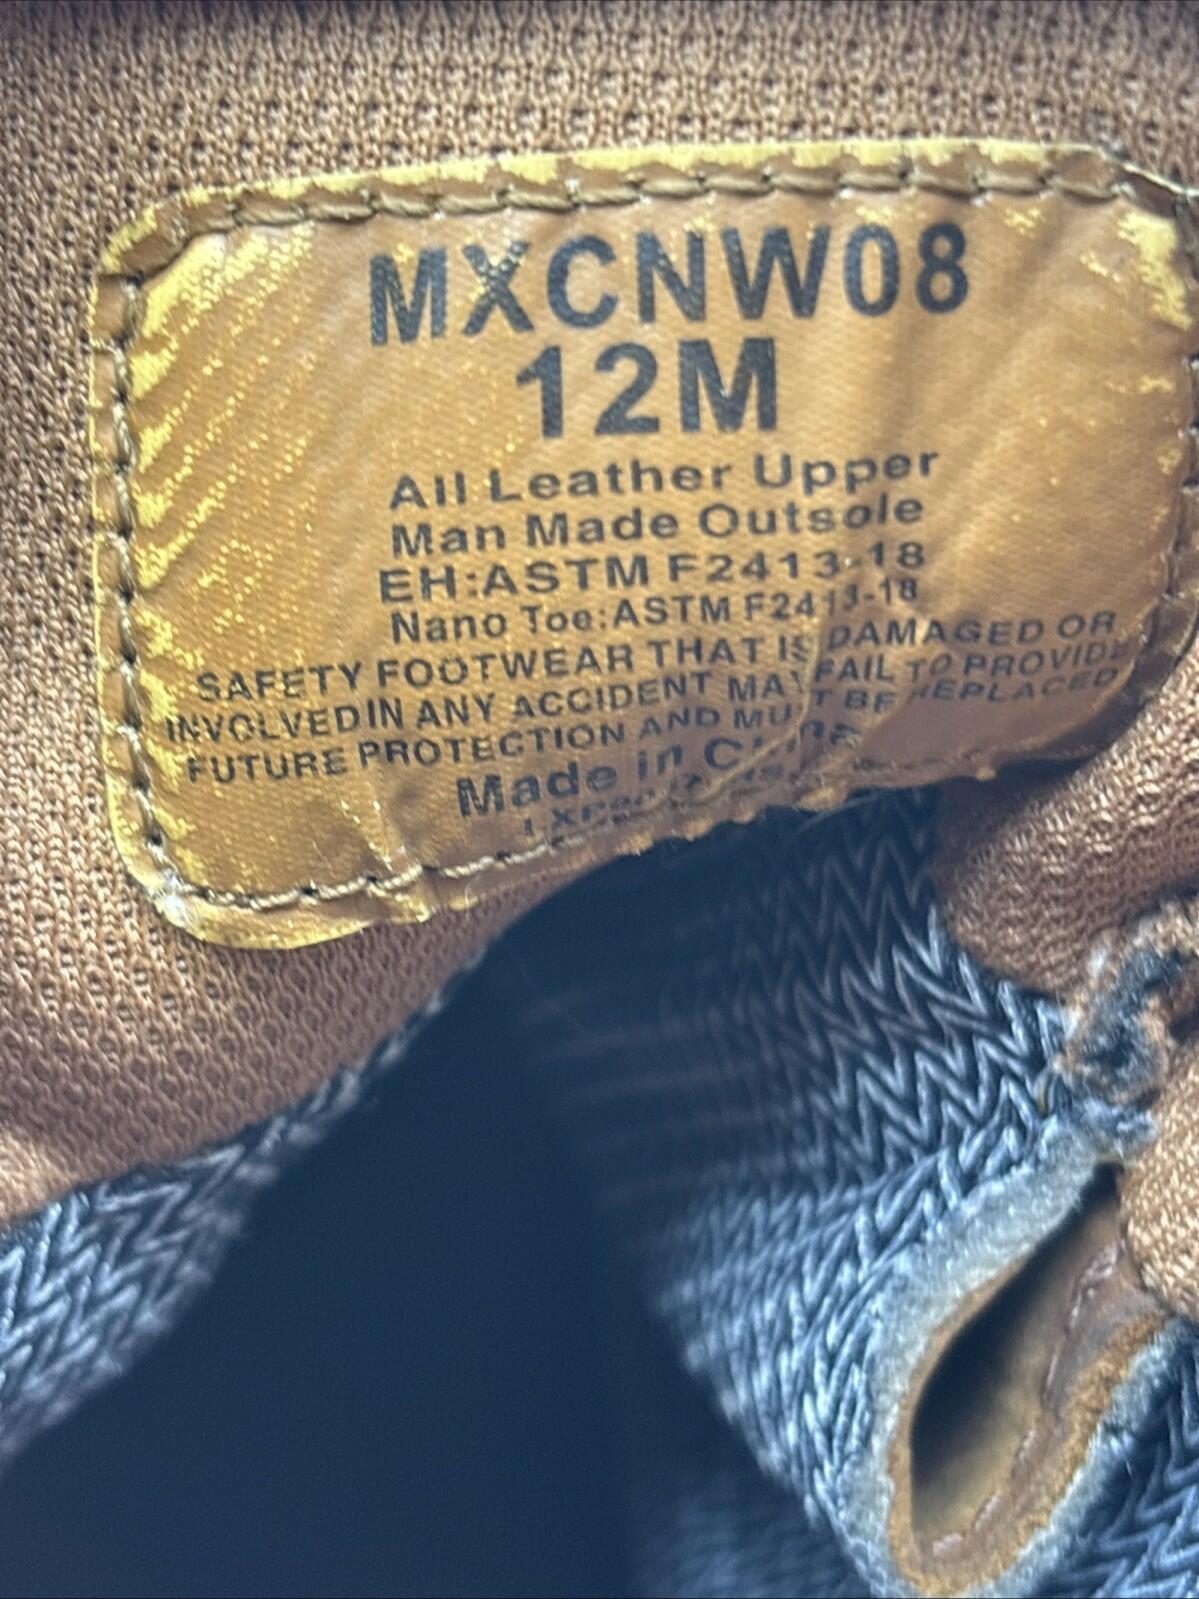 MXCNW08
12M
All Leather Upper
Man Made Outsole
EH:ASTM F2413-18
Nano Toe:ASTM F2413-18
SAFETY FOOTWEAR THAT IS DAMAGED OR
INVOLVEDIN ANY ACCIDENT MAY FAIL TO PROVIDE
FUTURE PROTECTION AND MUST BE REPLACED
Made in China